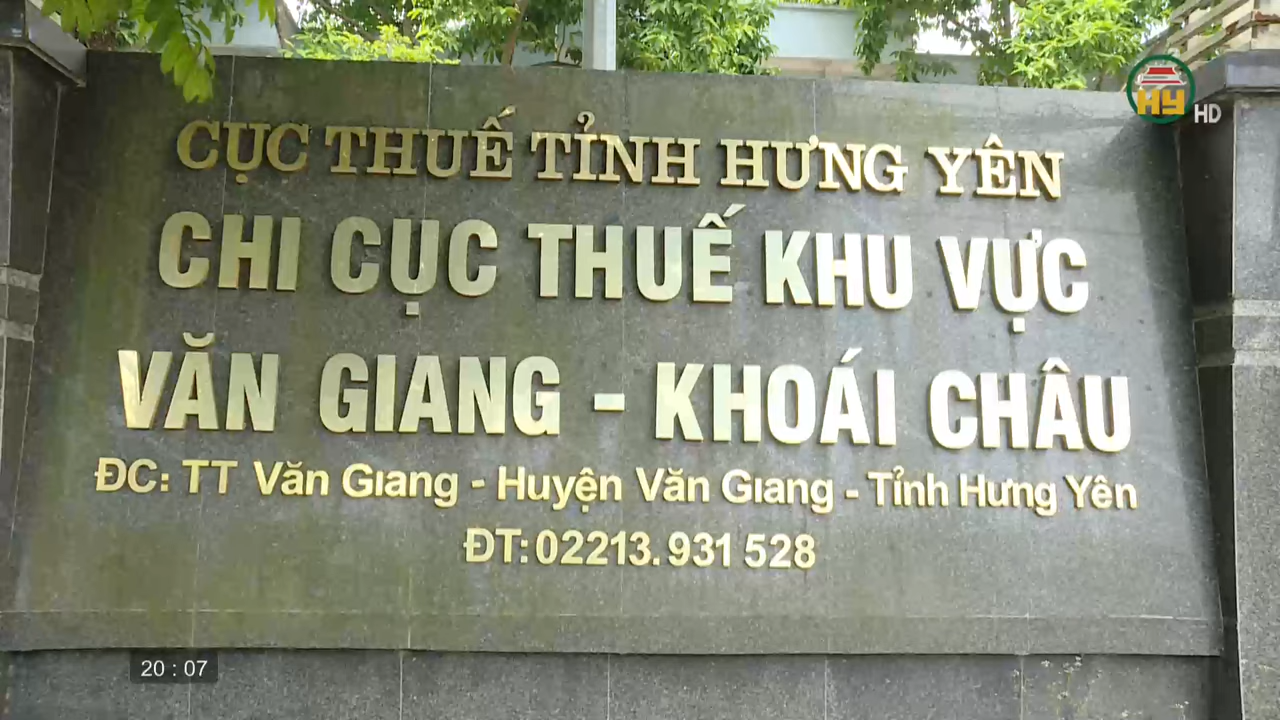 HY HD
CỤC THUẾ TỈNH HƯNG YÊN
CHI CỤC THUẾ KHU VỰC
VĂN GIANG - KHOÁI CHÂU
ĐC: TT Văn Giang - Huyện Văn Giang - Tỉnh Hưng Yên
ĐT: 02213. 931 528
20 : 07